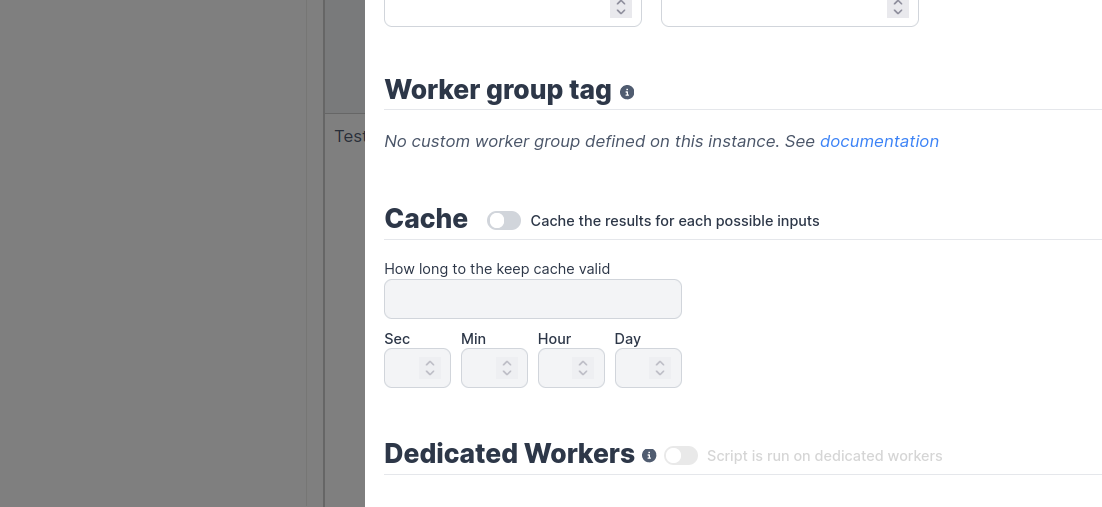 Worker group tag
Test
No custom worker group defined on this instance. See documentation
Cache Cache the results for each possible inputs
How long to the keep cache valid
Sec Min Hour Day
Dedicated Workers Script is run on dedicated workers